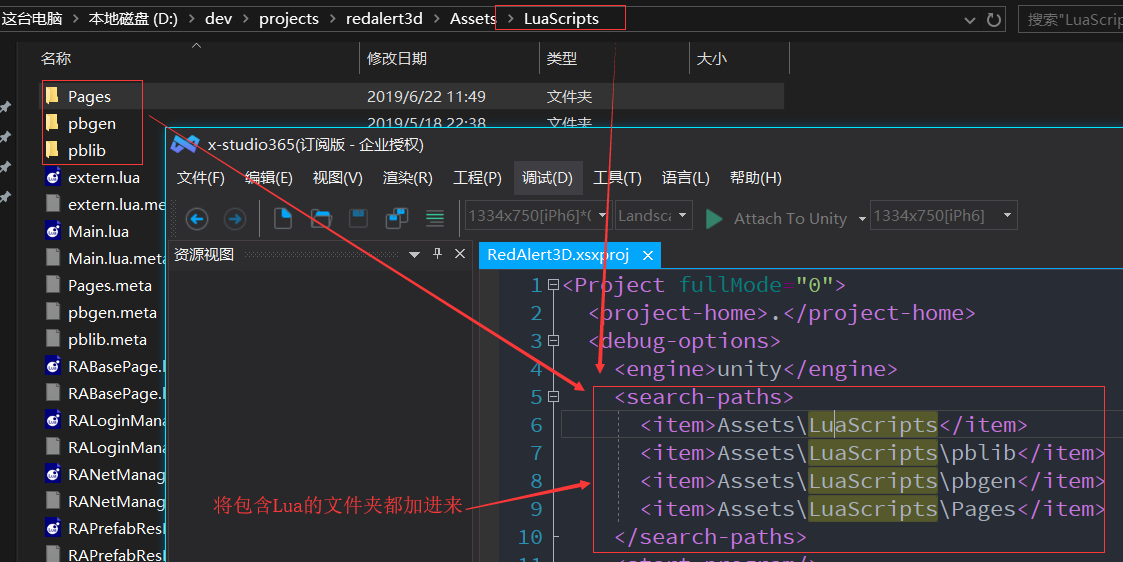 这台电脑 > 本地磁盘 (D:) > dev > projects > redalert3d > Assets > LuaScripts
搜索"LuaScrip
名称 修改日期 类型 大小
Pages 2019/6/22 11:49 文件夹
pbgen 2019/5/18 22:38 文件夹
pblib
extern.lua
extern.lua.me
Main.lua
Main.lua.meta
Pages.meta
pbgen.meta
pblib.meta
RABasePage.l
RABasePage.l
RALoginMana
RALoginMana
RANetManag
RANetManag
RAPrefabResl
RAPrefabResl
x-studio365(订阅版 - 企业授权)
文件(F) 编辑(E) 视图(V) 渲染(R) 工程(P) 调试(D) 工具(T) 语言(L) 帮助(H)
1334x750[iPh6]*( Landsca Attach To Unity 1334x750[iPh6]
资源视图
RedAlert3D.xsxproj ×
1 <Project fullMode="0">
2 <project-home>.</project-home>
3 <debug-options>
4 <engine>unity</engine>
5 <search-paths>
6 <item>Assets\LuaScripts</item>
7 <item>Assets\LuaScripts\pblib</item>
8 <item>Assets\LuaScripts\pbgen</item>
9 <item>Assets\LuaScripts\Pages</item>
10 </search-paths>
11 <start-program/>
将包含Lua的文件夹都加进来